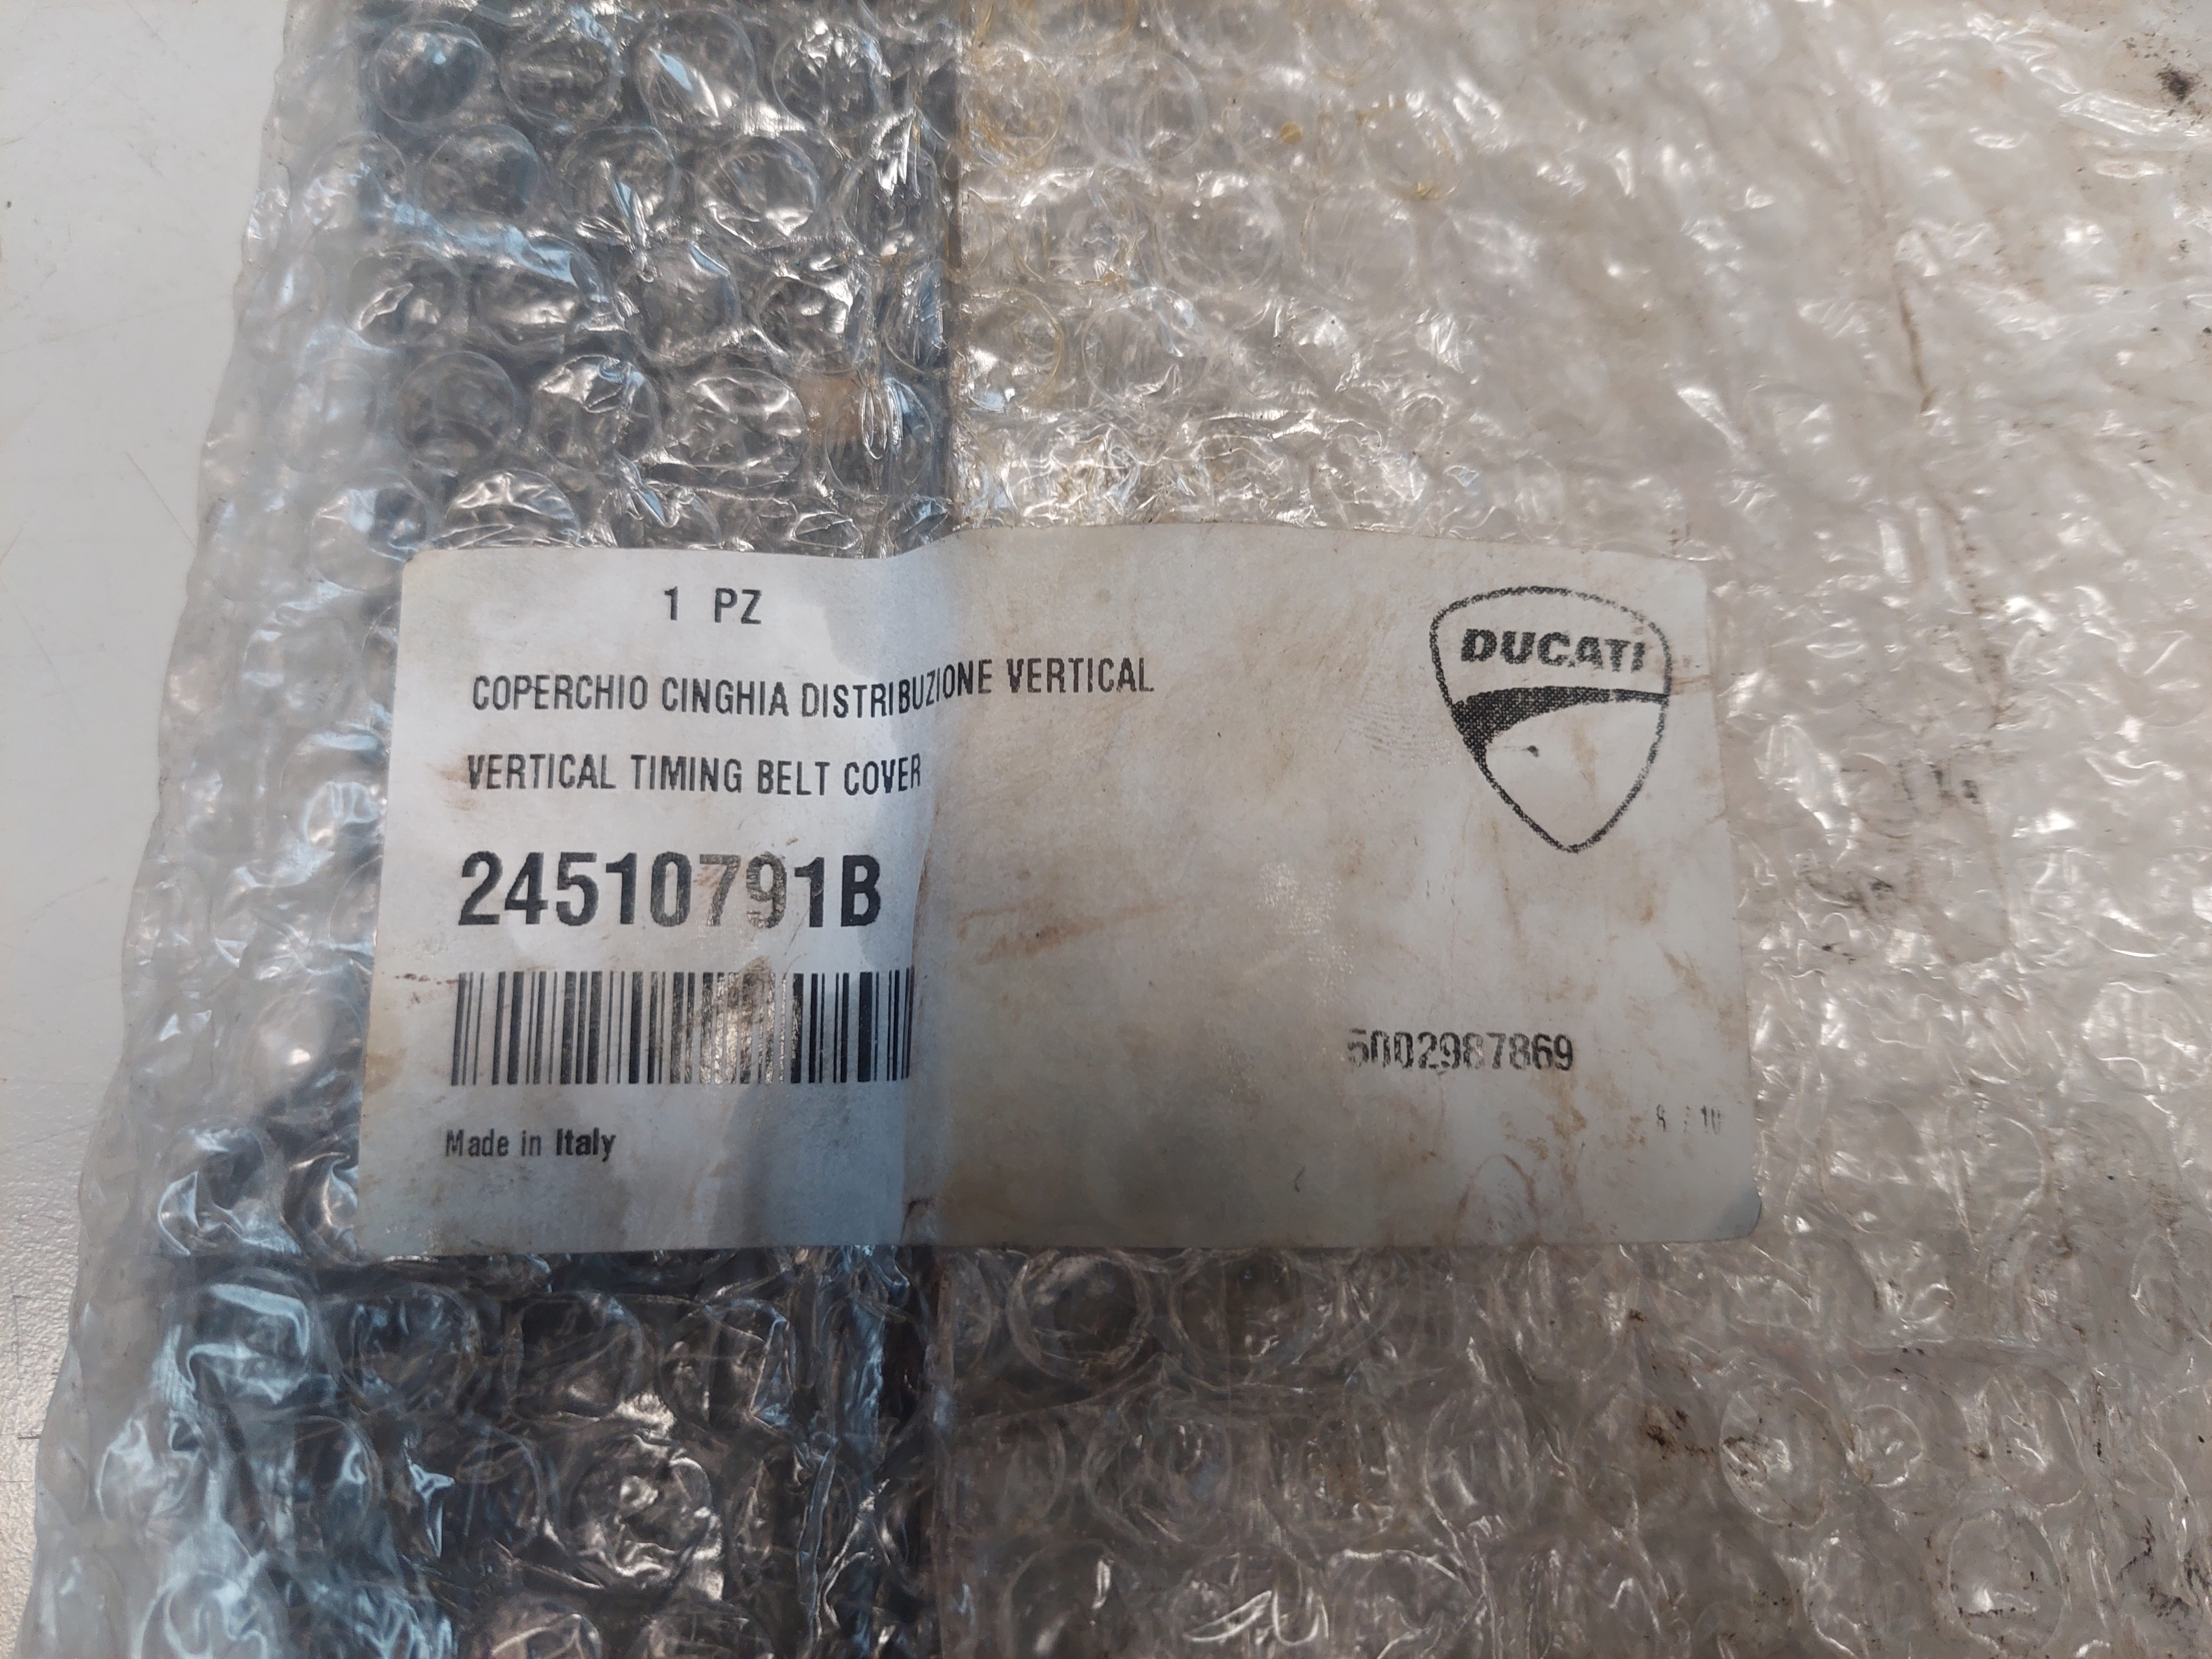 1 PZ
DUCATI
COPERCHIO CINGHIA DISTRIBUZIONE VERTICAL
VERTICAL TIMING BELT COVER
24510791B
5002987869
Made in Italy